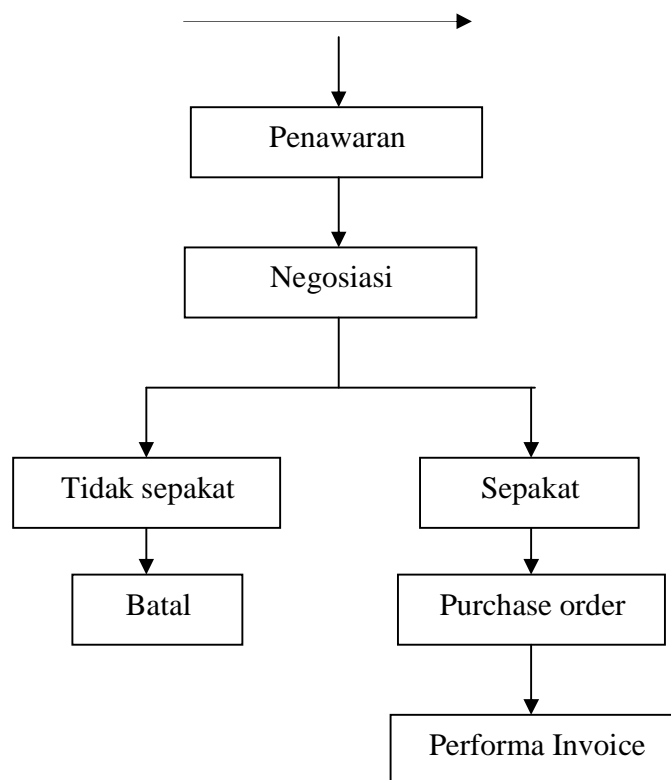 Penawaran
Negosiasi
Tidak sepakat
Sepakat
Batal
Purchase order
Performa Invoice